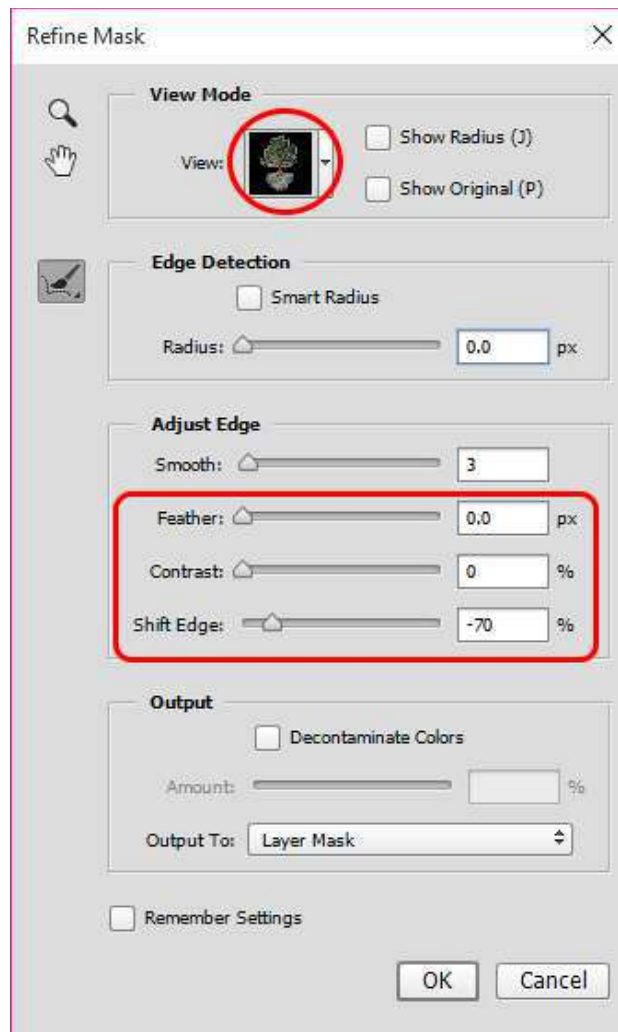 Refine Mask
View Mode
View:
Show Radius (J)
Show Original (P)
Edge Detection
Smart Radius
Radius: 0.0 px
Adjust Edge
Smooth: 3
Feather: 0.0 px
Contrast: 0 %
Shift Edge: -70 %
Output
Decontaminate Colors
Amount: %
Output To: Layer Mask
Remember Settings
OK Cancel